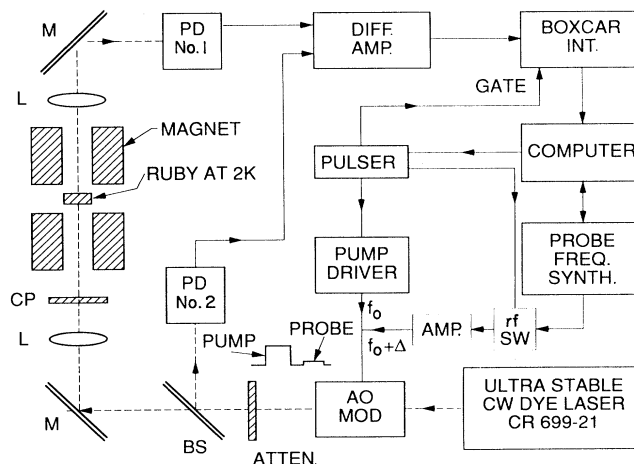 M
PD
No. 1
DIFF.
AMP.
BOXCAR
INT.
GATE
L
MAGNET
PULSER
COMPUTER
RUBY AT 2K
PUMP
DRIVER
PROBE
FREQ.
SYNTH.
PD
No. 2
CP
f₀
L
PUMP
PROBE
f₀+Δ
AMP.
rf
SW
M
BS
ATTEN.
AO
MOD
ULTRA STABLE
CW DYE LASER
CR 699-21